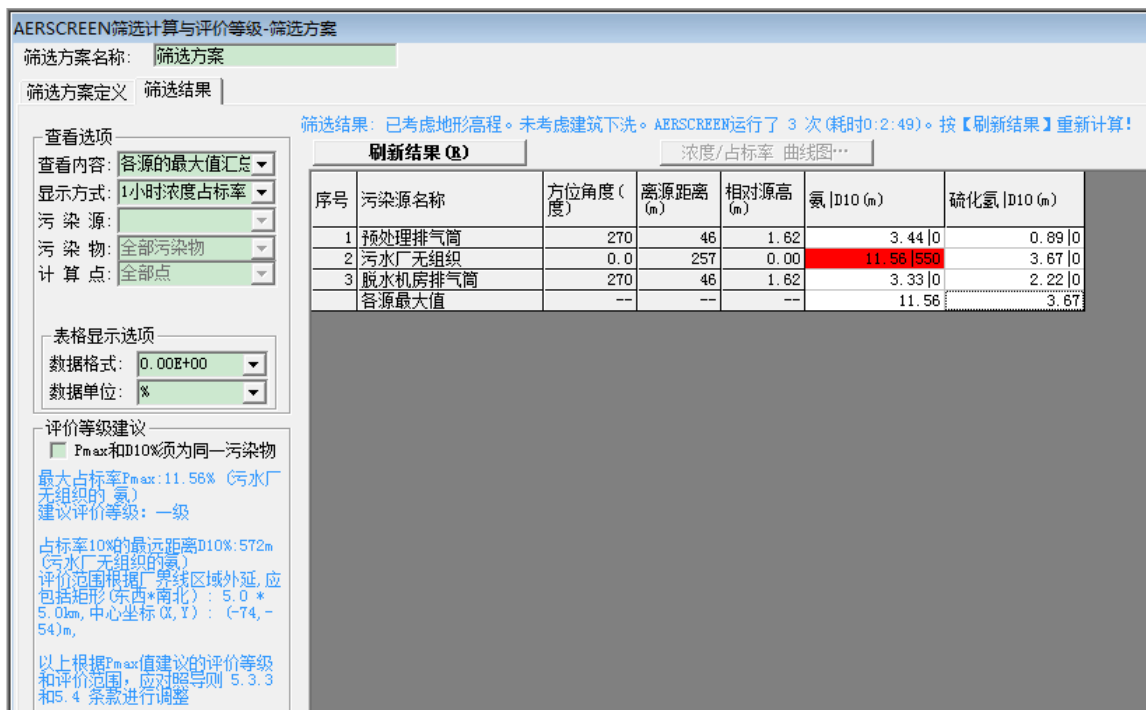 AERSCREEN筛选计算与评价等级-筛选方案
筛选方案名称: 筛选方案
筛选方案定义 筛选结果
筛选结果: 已考虑地形高程。未考虑建筑下洗。AERSCREEN运行了 3 次(耗时0:2:49)。按【刷新结果】重新计算!
刷新结果(R) 浓度/占标率 曲线图…
查看选项
查看内容: 各源的最大值汇总
显示方式: 1小时浓度占标率
污 染 源:
污 染 物: 全部污染物
计 算 点: 全部点
表格显示选项
数据格式: 0.00E+00
数据单位: %
评价等级建议
Pmax和D10%须为同一污染物
最大占标率Pmax:11.56% (污水厂
无组织的 氨)
建议评价等级: 一级
占标率10%的最远距离D10%:572m
(污水厂无组织的氨)
评价范围根据厂界线区域外延,应
包括矩形(东西*南北): 5.0 *
5.0km,中心坐标(X,Y): (-74,-
54)m,
以上根据Pmax值建议的评价等级
和评价范围,应对照导则 5.3.3
和5.4 条款进行调整
序号 污染源名称 方位角度(度) 离源距离(m) 相对源高(m) 氨|D10(m) 硫化氢|D10(m)
1 预处理排气筒 270 46 1.62 3.44|0 0.89|0
2 污水厂无组织 0.0 257 0.00 11.56|550 3.67|0
3 脱水机房排气筒 270 46 1.62 3.33|0 2.22|0
各源最大值 -- -- -- 11.56 3.67